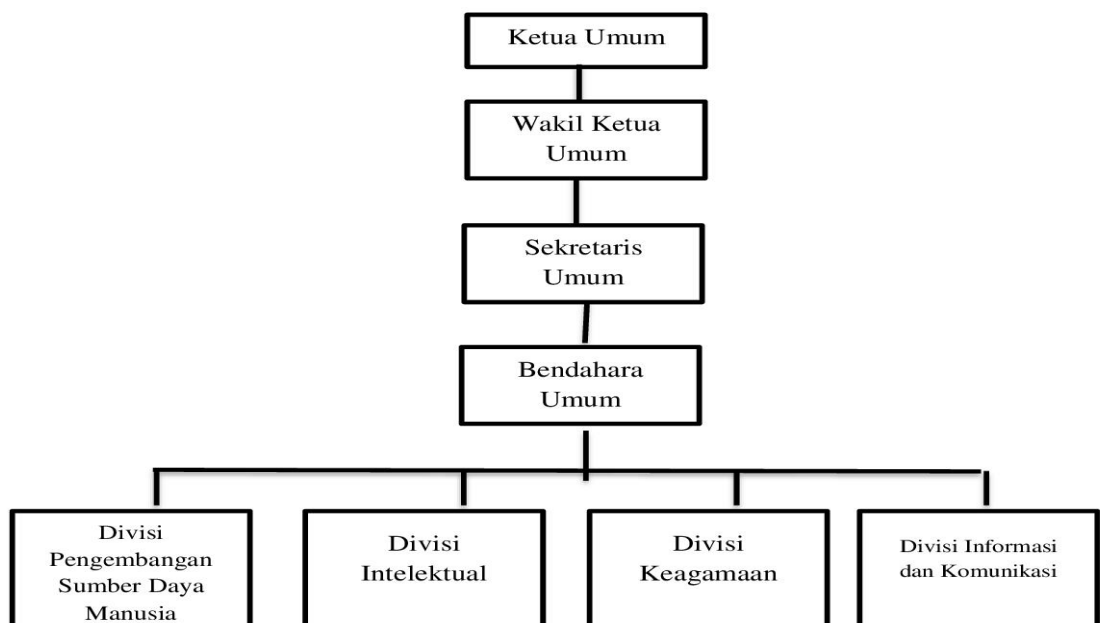 Ketua Umum
Wakil Ketua
Umum
Sekretaris
Umum
Bendahara
Umum
Divisi
Pengembangan
Sumber Daya
Manusia
Divisi
Intelektual
Divisi
Keagamaan
Divisi Informasi
dan Komunikasi